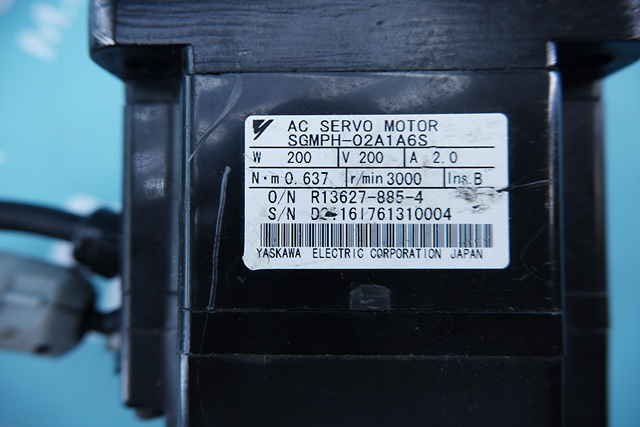 AC SERVO MOTOR
SGMPH-02A1A6S
W 200 V 200 A 2.0
N·m 0.637 r/min 3000 Ins. B
O/N R13627-885-4
S/N 161761310004
YASKAWA ELECTRIC CORPORATION JAPAN